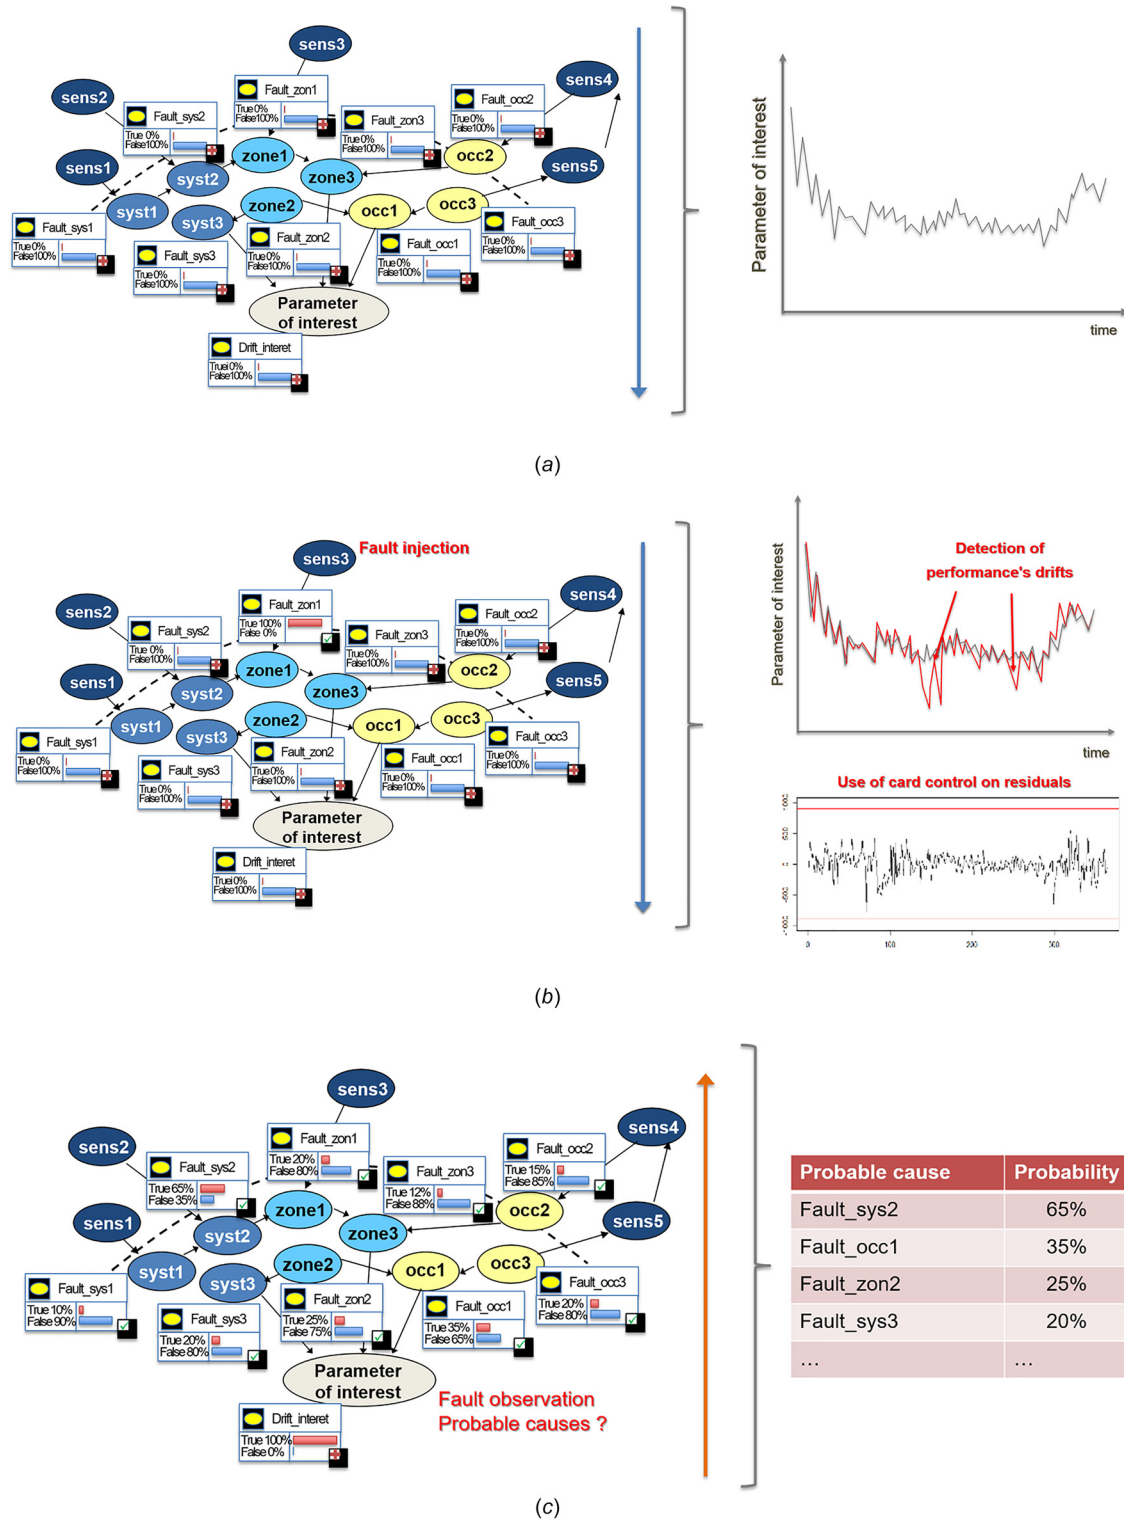 sens3
sens2
Fault_zon1
True 0%
False100%
sens4
Fault_sys2
True 0%
False100%
Fault_zon3
True 0%
False100%
Fault_occ2
True 0%
False100%
sens1
syst2
zone1
zone3
occ2
sens5
syst1
syst3
zone2
occ1
occ3
Fault_sys1
True 0%
False100%
Fault_sys3
True 0%
False100%
Fault_zon2
True 0%
False100%
Fault_occ1
True 0%
False100%
Fault_occ3
True 0%
False100%
Parameter
of interest
Drift_interet
Truei0%
False100%
Parameter of interest
time
(a)
sens3
Fault injection
sens2
Fault_zon1
True 100%
False 0%
sens4
Fault_sys2
True 0%
False100%
Fault_zon3
True 0%
False100%
Fault_occ2
True 0%
False100%
sens1
syst2
zone1
zone3
occ2
sens5
syst1
syst3
zone2
occ1
occ3
Fault_sys1
True 0%
False100%
Fault_sys3
True 0%
False100%
Fault_zon2
True 0%
False100%
Fault_occ1
True 0%
False100%
Fault_occ3
True 0%
False100%
Parameter
of interest
Drift_interet
Truei0%
False100%
Detection of
performance's drifts
Parameter of interest
time
Use of card control on residuals
500
0
-500
0
100
200
300
(b)
sens3
sens2
Fault_zon1
True 20%
False 80%
sens4
Fault_sys2
True 65%
False 35%
Fault_zon3
True 12%
False 88%
Fault_occ2
True 15%
False 85%
sens1
syst2
zone1
zone3
occ2
sens5
syst1
syst3
zone2
occ1
occ3
Fault_sys1
True 10%
False 90%
Fault_sys3
True 20%
False 80%
Fault_zon2
True 25%
False 75%
Fault_occ1
True 35%
False 65%
Fault_occ3
True 20%
False 80%
Parameter
of interest
Fault observation
Probable causes ?
Drift_interet
True 100%
False 0%
Probable cause Probability
Fault_sys2 65%
Fault_occ1 35%
Fault_zon2 25%
Fault_sys3 20%
... ...
(c)